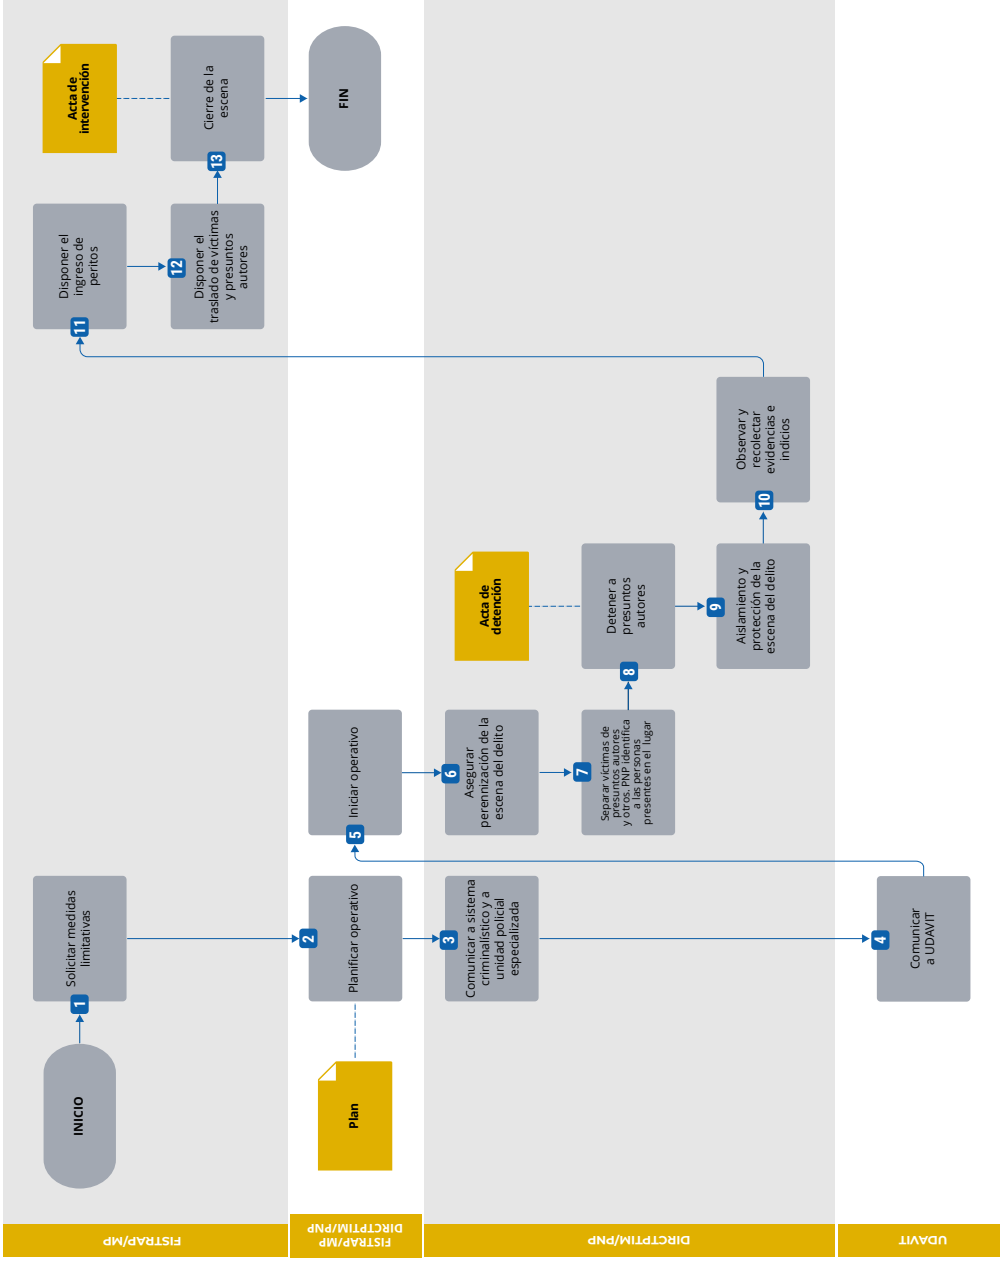 FISTRAP/MP
INICIO
1
Solicitar medidas
limitativas
11
Disponer el
ingreso de
peritos
12
Disponer el
traslado de víctimas
y presuntos
autores
13
Cierre de la
escena
Acta de
intervención
FISTRAP/MP
DIRCTPTIM/PNP
Plan
2
Planificar operativo
5
Iniciar operativo
FIN
DIRCTPTIM/PNP
3
Comunicar a sistema
criminalístico y a
unidad policial
especializada
6
Asegurar
perennización de la
escena del delito
7
Separar víctimas de
presuntos autores
y otros. PNP identifica
a las personas
presentes en el lugar
8
Detener a
presuntos
autores
Acta de
detención
9
Aislamiento y
protección de la
escena del delito
10
Observar y
recolectar
evidencias e
indicios
UDAVIT
4
Comunicar
a UDAVIT